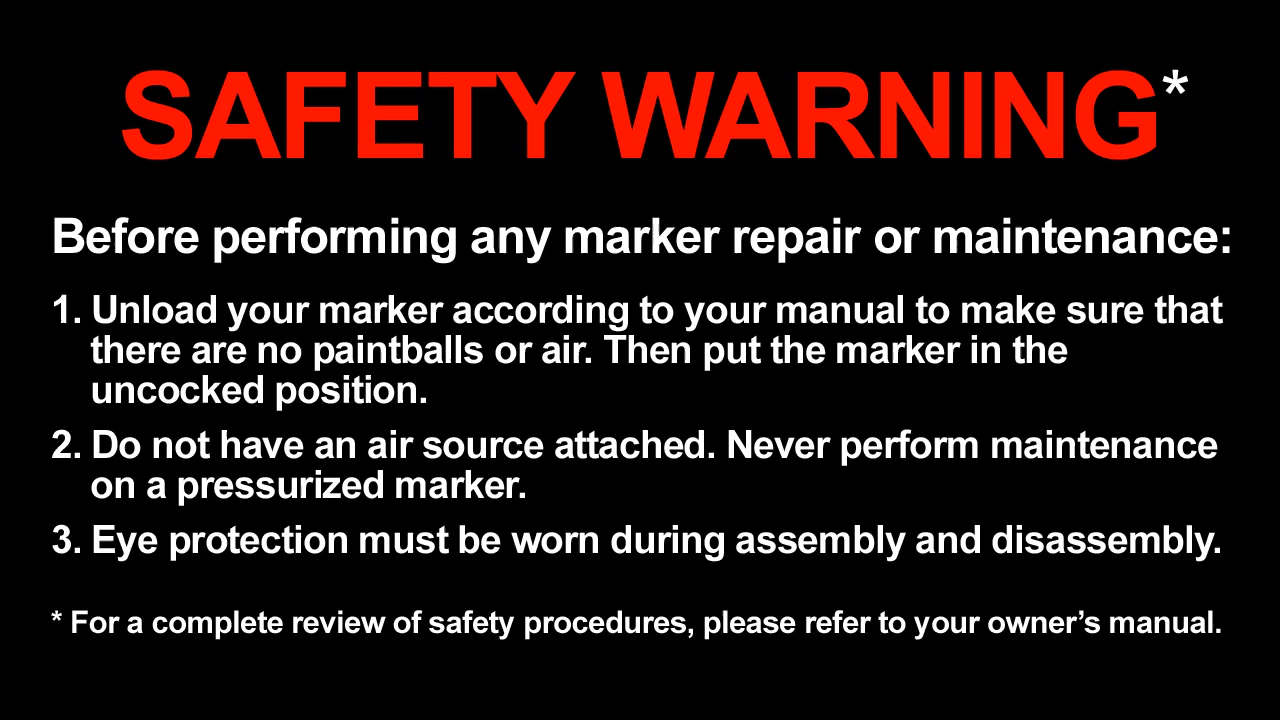 SAFETY WARNING*
Before performing any marker repair or maintenance:
1. Unload your marker according to your manual to make sure that
there are no paintballs or air. Then put the marker in the
uncocked position.
2. Do not have an air source attached. Never perform maintenance
on a pressurized marker.
3. Eye protection must be worn during assembly and disassembly.
* For a complete review of safety procedures, please refer to your owner’s manual.